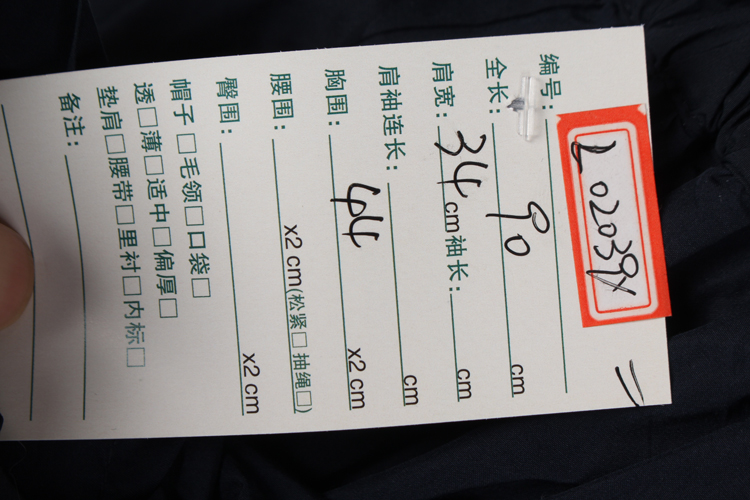 编号: L02039X
全长: 90 cm
肩宽: 34 cm 袖长: cm
肩袖连长: cm
胸围: 44 x2 cm
腰围: x2 cm (松紧□ 抽绳□)
臀围: x2 cm
帽子□ 毛领□ 口袋□
透□ 薄□ 适中□ 偏厚□
垫肩□ 腰带□ 里衬□ 内标□
备注: